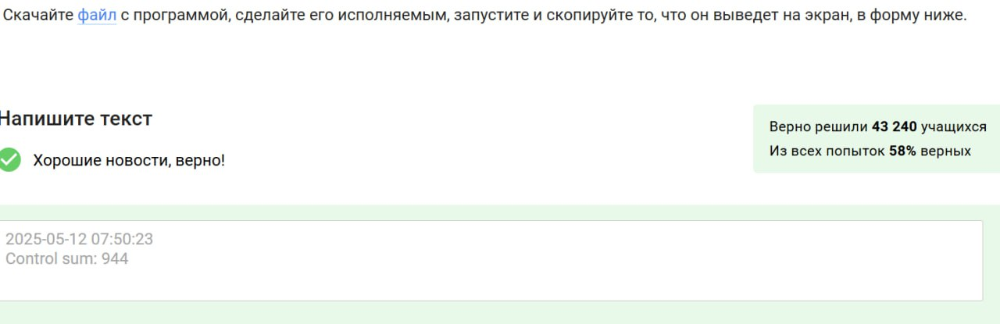 Скачайте файл с программой, сделайте его исполняемым, запустите и скопируйте то, что он выведет на экран, в форму ниже.
Напишите текст
Верно решили 43 240 учащихся
Из всех попыток 58% верных
Хорошие новости, верно!
2025-05-12 07:50:23
Control sum: 944